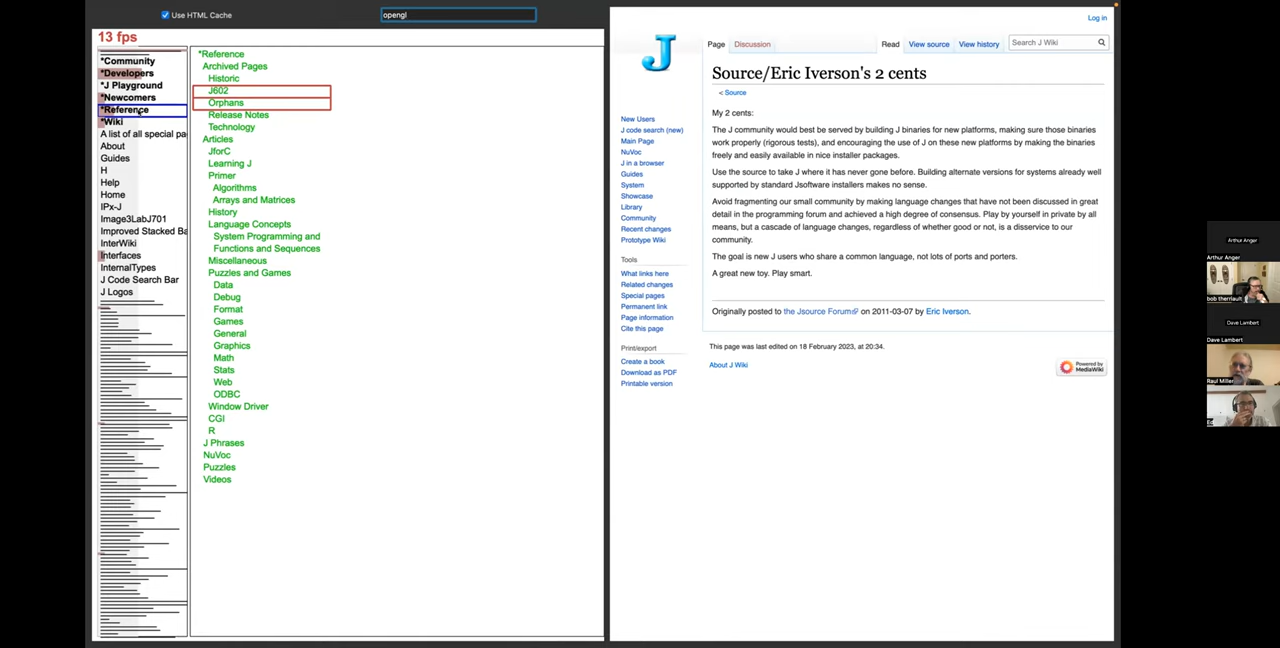 Use HTML Cache
opengl
13 fps
*Community
*Developers
*J Playground
*Newcomers
*Reference
*Wiki
A list of all special pa
About
Guides
H
Help
Home
IPx-J
Image3LabJ701
Improved Stacked Ba
InterWiki
Interfaces
InternalTypes
J Code Search Bar
J Logos
*Reference
Archived Pages
Historic
J602
Orphans
Release Notes
Technology
Articles
JforC
Learning J
Primer
Algorithms
Arrays and Matrices
History
Language Concepts
System Programming and
Functions and Sequences
Miscellaneous
Puzzles and Games
Data
Debug
Format
Games
General
Graphics
Math
Stats
Web
ODBC
Window Driver
CGI
R
J Phrases
NuVoc
Puzzles
Videos
Log in
J
Page Discussion Read View source View history Search J Wiki
Source/Eric Iverson's 2 cents
< Source
My 2 cents:
The J community would best be served by building J binaries for new platforms, making sure those binaries
work properly (rigorous tests), and encouraging the use of J on these new platforms by making the binaries
freely and easily available in nice installer packages.
Use the source to take J where it has never gone before. Building alternate versions for systems already well
supported by standard Jsoftware installers makes no sense.
Avoid fragmenting our small community by making language changes that have not been discussed in great
detail in the programming forum and achieved a high degree of consensus. Play by yourself in private by all
means, but a cascade of language changes, regardless of whether good or not, is a disservice to our
community.
The goal is new J users who share a common language, not lots of ports and porters.
A great new toy. Play smart.
Originally posted to the Jsource Forum on 2011-03-07 by Eric Iverson.
This page was last edited on 18 February 2023, at 20:34.
About J Wiki
Powered by
MediaWiki
New Users
J code search (new)
Main Page
NuVoc
J in a browser
Guides
System
Showcase
Library
Community
Recent changes
Prototype Wiki
Tools
What links here
Related changes
Special pages
Permanent link
Page information
Cite this page
Print/export
Create a book
Download as PDF
Printable version
Arthur Anger
Arthur Anger
bob therriault
Dave Lambert
Dave Lambert
Raul Miller
Ed